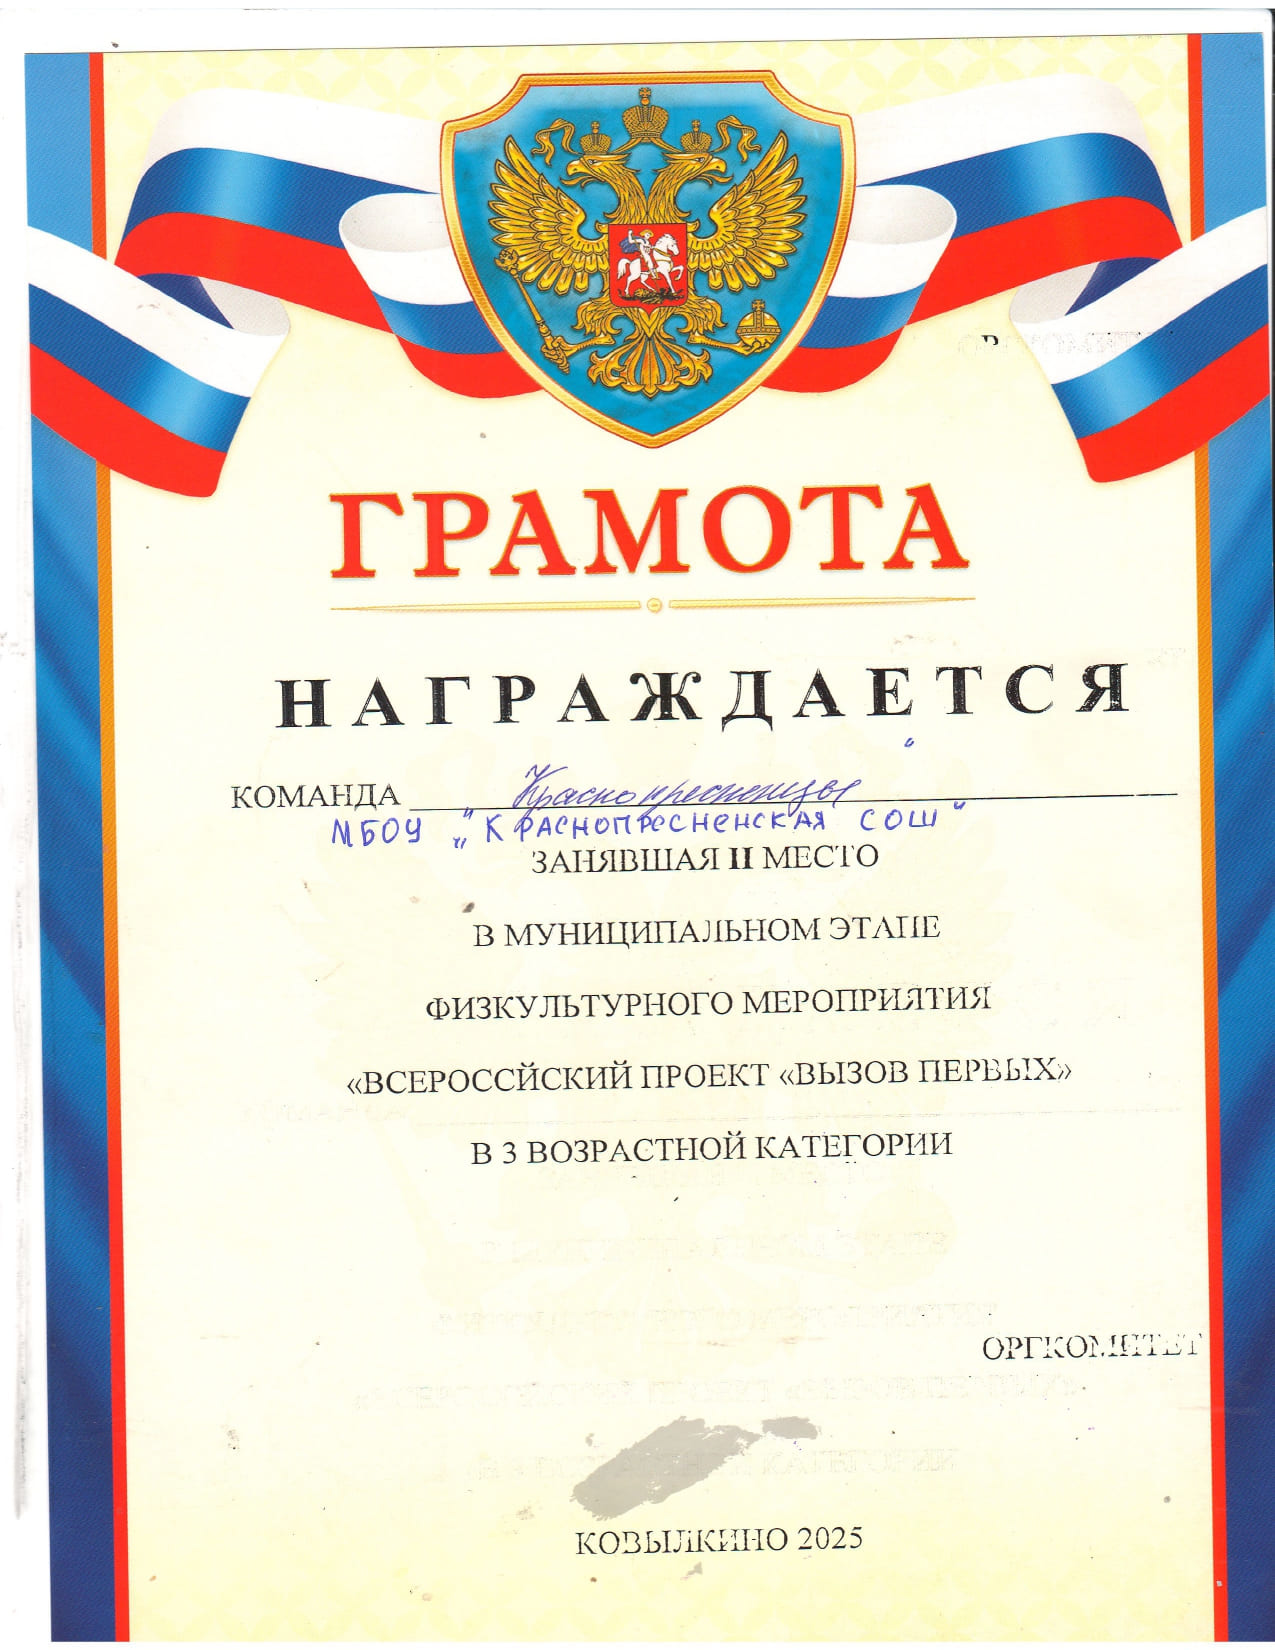 ГРАМОТА
НАГРАЖДАЕТСЯ
КОМАНДА Краснопресненцы"
МБОУ „"Краснопресненская СОШ"
ЗАНЯВШАЯ II МЕСТО
В МУНИЦИПАЛЬНОМ ЭТАПЕ
ФИЗКУЛЬТУРНОГО МЕРОПРИЯТИЯ
«ВСЕРОССЙСКИЙ ПРОЕКТ «ВЫЗОВ ПЕРВЫХ»
В 3 ВОЗРАСТНОЙ КАТЕГОРИИ
ОРГКОМИТЕТ
КОВЫЛКИНО 2025